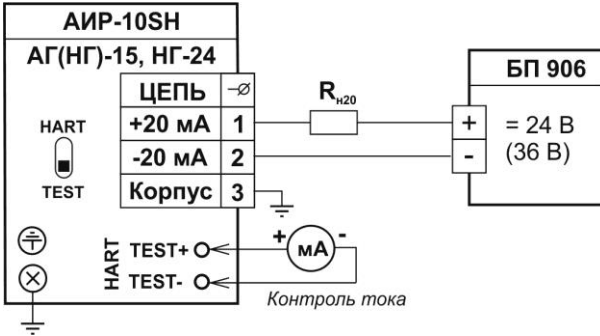 АИР-10SH
АГ(НГ)-15, НГ-24
ЦЕПЬ
+20 мА 1
-20 мА 2
Корпус 3
HART
TEST
HART
TEST+
TEST-
+ мА -
Контроль тока
Rн20
БП 906
+ = 24 В
- (36 В)